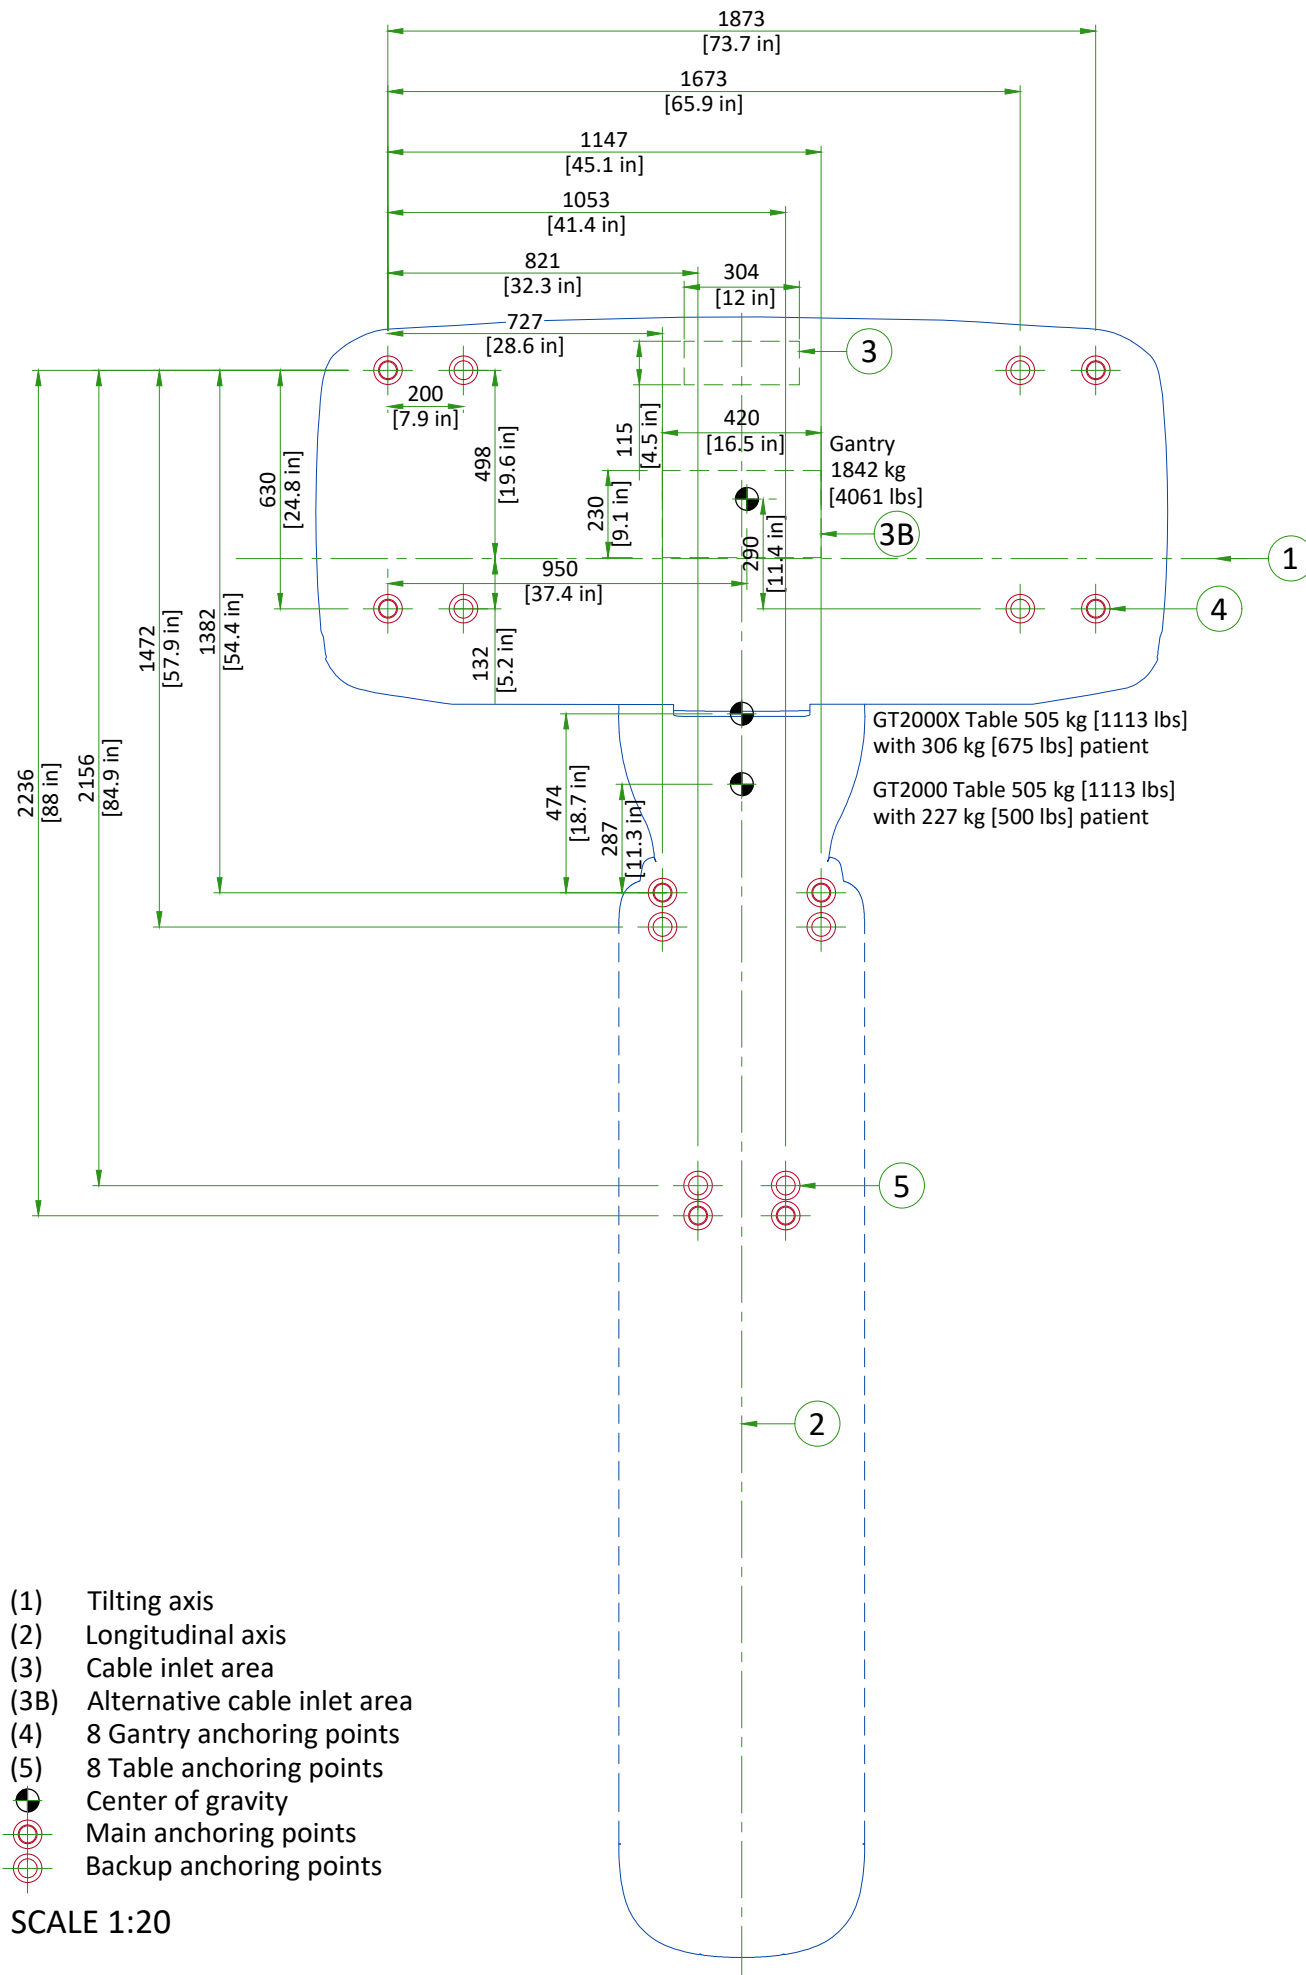 1873
[73.7 in]
1673
[65.9 in]
1147
[45.1 in]
1053
[41.4 in]
821
[32.3 in]
304
[12 in]
727
[28.6 in]
3
200
[7.9 in]
115
[4.5 in]
420
[16.5 in]
Gantry
1842 kg
[4061 lbs]
498
[19.6 in]
630
[24.8 in]
230
[9.1 in]
3B
290
[11.4 in]
1
950
[37.4 in]
4
1472
[57.9 in]
1382
[54.4 in]
132
[5.2 in]
GT2000X Table 505 kg [1113 lbs]
with 306 kg [675 lbs] patient
2236
[88 in]
2156
[84.9 in]
474
[18.7 in]
GT2000 Table 505 kg [1113 lbs]
with 227 kg [500 lbs] patient
287
[11.3 in]
5
2
(1) Tilting axis
(2) Longitudinal axis
(3) Cable inlet area
(3B) Alternative cable inlet area
(4) 8 Gantry anchoring points
(5) 8 Table anchoring points
Center of gravity
Main anchoring points
Backup anchoring points
SCALE 1:20